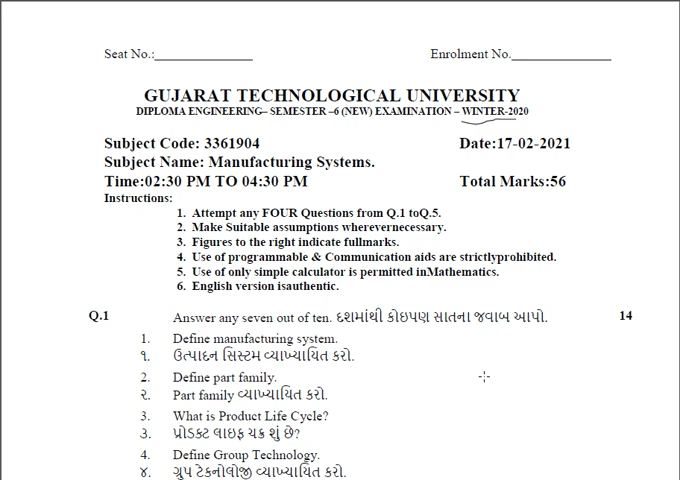 Seat No.:______________ Enrolment No.______________
GUJARAT TECHNOLOGICAL UNIVERSITY
DIPLOMA ENGINEERING– SEMESTER –6 (NEW) EXAMINATION – WINTER-2020
Subject Code: 3361904 Date:17-02-2021
Subject Name: Manufacturing Systems.
Time:02:30 PM TO 04:30 PM Total Marks:56
Instructions:
1. Attempt any FOUR Questions from Q.1 toQ.5.
2. Make Suitable assumptions wherevernecessary.
3. Figures to the right indicate fullmarks.
4. Use of programmable & Communication aids are strictlyprohibited.
5. Use of only simple calculator is permitted inMathematics.
6. English version isauthentic.
Q.1 Answer any seven out of ten. દશમાંથી કોઇપણ સાતના જવાબ આપો. 14
1. Define manufacturing system.
૧. ઉત્પાદન સિસ્ટમ વ્યાખ્યાયિત કરો.
2. Define part family.
૨. Part family વ્યાખ્યાયિત કરો.
3. What is Product Life Cycle?
૩. પ્રોડક્ટ લાઇફ ચક્ર શું છે?
4. Define Group Technology.
૪. ગ્રુપ ટેકનોલોજી વ્યાખ્યાયિત કરો.